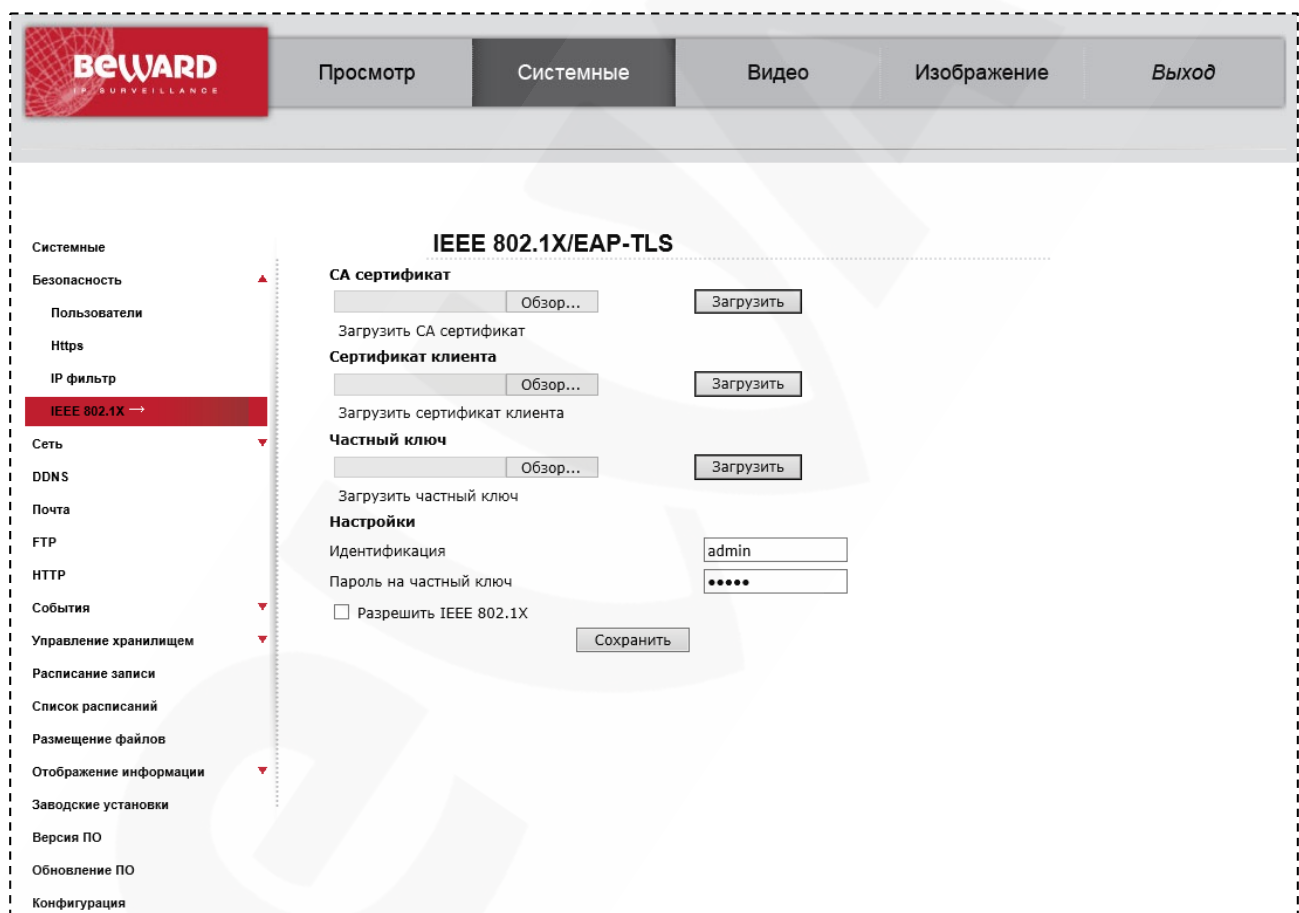 BEWARD
IP SURVEILLANCE
Просмотр
Системные
Видео
Изображение
Выход
Системные
Безопасность
Пользователи
Https
IP фильтр
IEEE 802.1X →
Сеть
DDNS
Почта
FTP
HTTP
События
Управление хранилищем
Расписание записи
Список расписаний
Размещение файлов
Отображение информации
Заводские установки
Версия ПО
Обновление ПО
Конфигурация
IEEE 802.1X/EAP-TLS
СА сертификат
Обзор... Загрузить
Загрузить СА сертификат
Сертификат клиента
Обзор... Загрузить
Загрузить сертификат клиента
Частный ключ
Обзор... Загрузить
Загрузить частный ключ
Настройки
Идентификация admin
Пароль на частный ключ •••••
Разрешить IEEE 802.1X
Сохранить